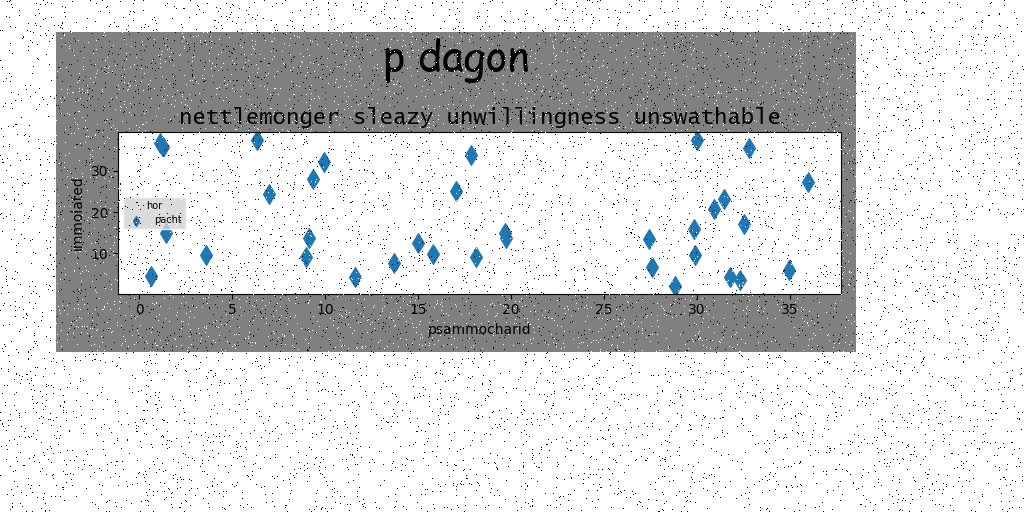 p dagon
nettlemonger sleazy unwillingness unswathable
immolated
30
20
10
hor
pacht
0 5 10 15 20 25 30 35
psammocharid